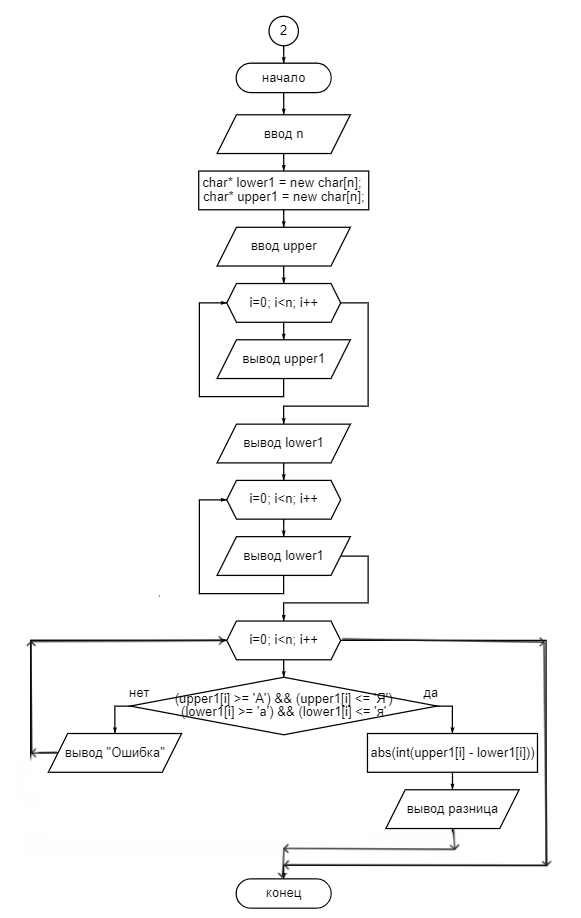 2
начало
ввод n
char* lower1 = new char[n];
char* upper1 = new char[n];
ввод upper
i=0; i<n; i++
вывод upper1
вывод lower1
i=0; i<n; i++
вывод lower1
i=0; i<n; i++
нет
да
(upper1[i] >= 'А') && (upper1[i] <= 'Я')
(lower1[i] >= 'а') && (lower1[i] <= 'я'
вывод "Ошибка"
abs(int(upper1[i] - lower1[i]))
вывод разница
конец